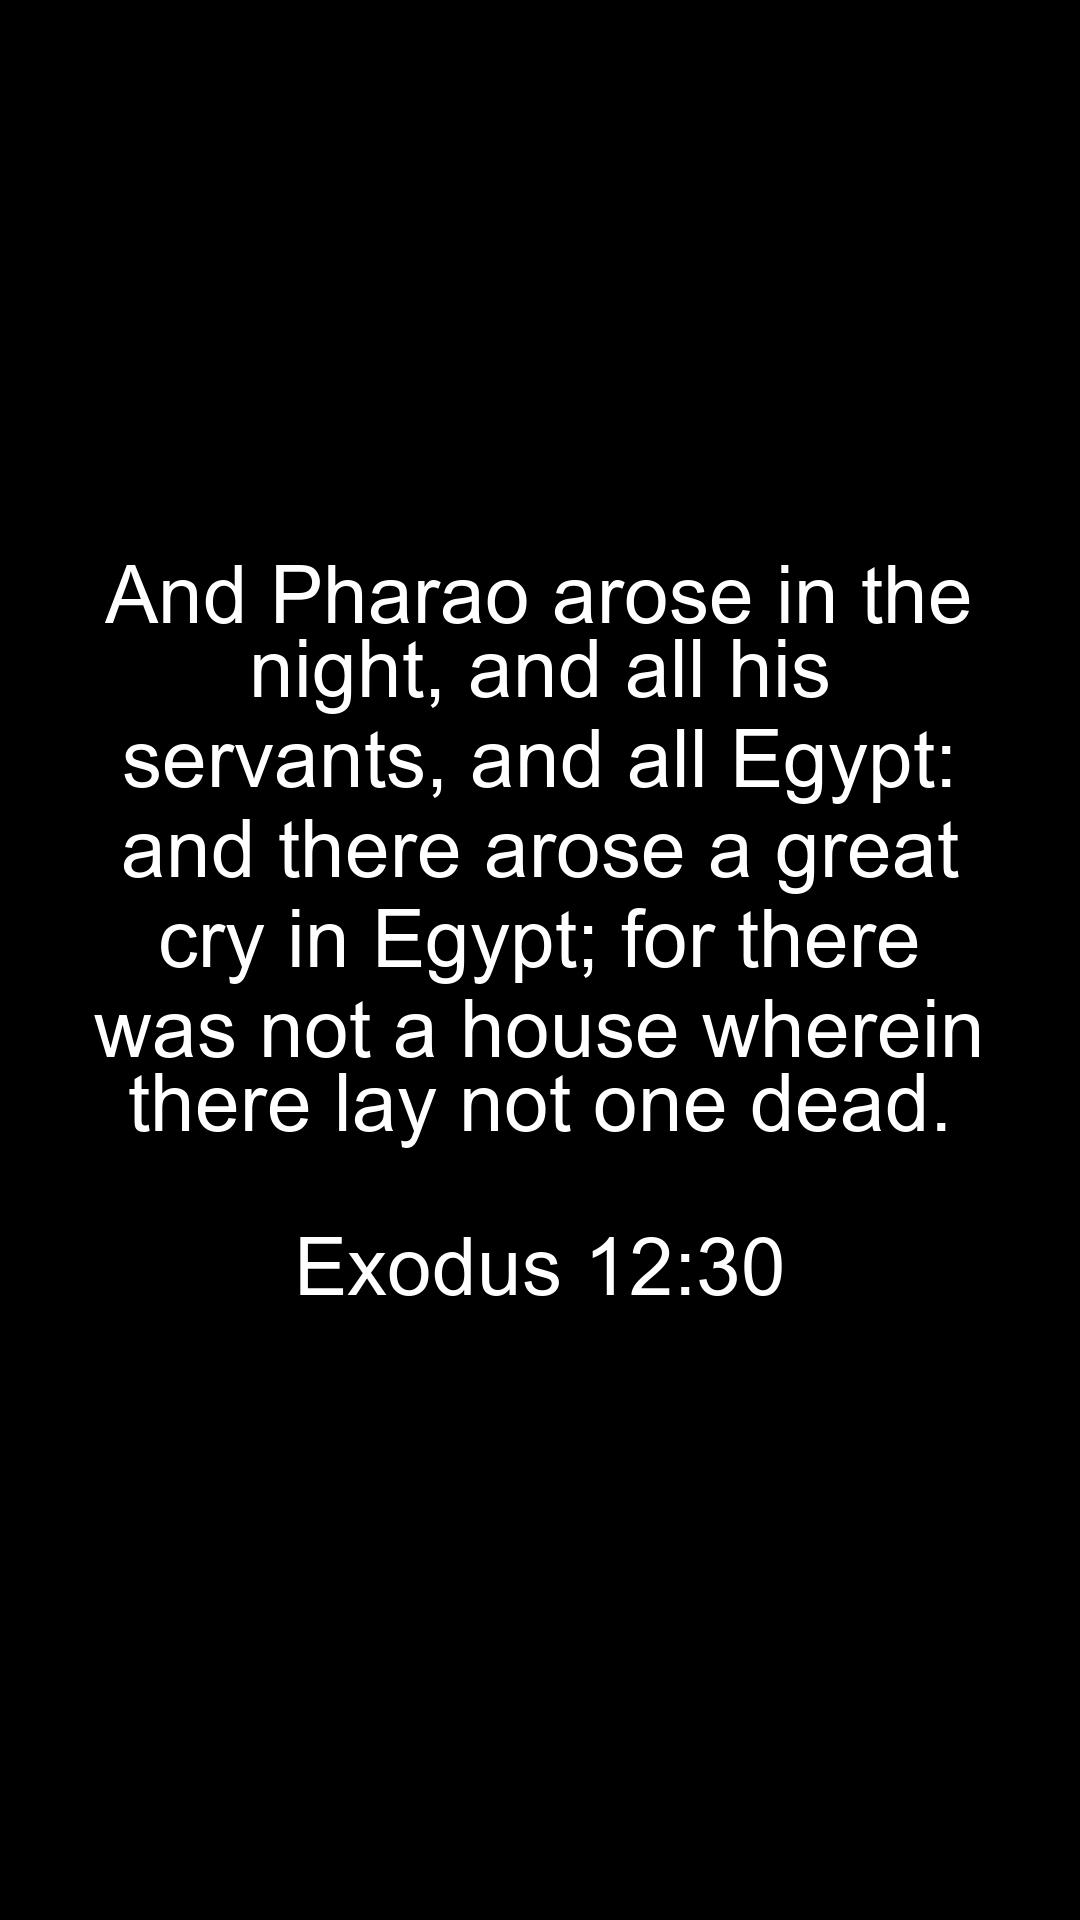 And Pharao arose in the
night, and all his
servants, and all Egypt:
and there arose a great
cry in Egypt; for there
was not a house wherein
there lay not one dead.
Exodus 12:30